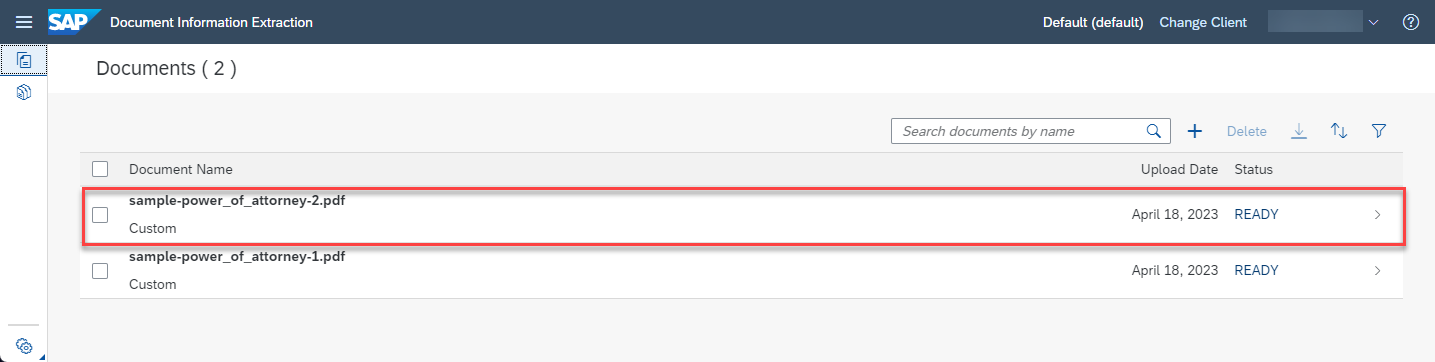 SAP Document Information Extraction Default (default) Change Client
Documents ( 2 )
Search documents by name + Delete
Document Name Upload Date Status
sample-power_of_attorney-2.pdf
April 18, 2023 READY
Custom
sample-power_of_attorney-1.pdf
April 18, 2023 READY
Custom